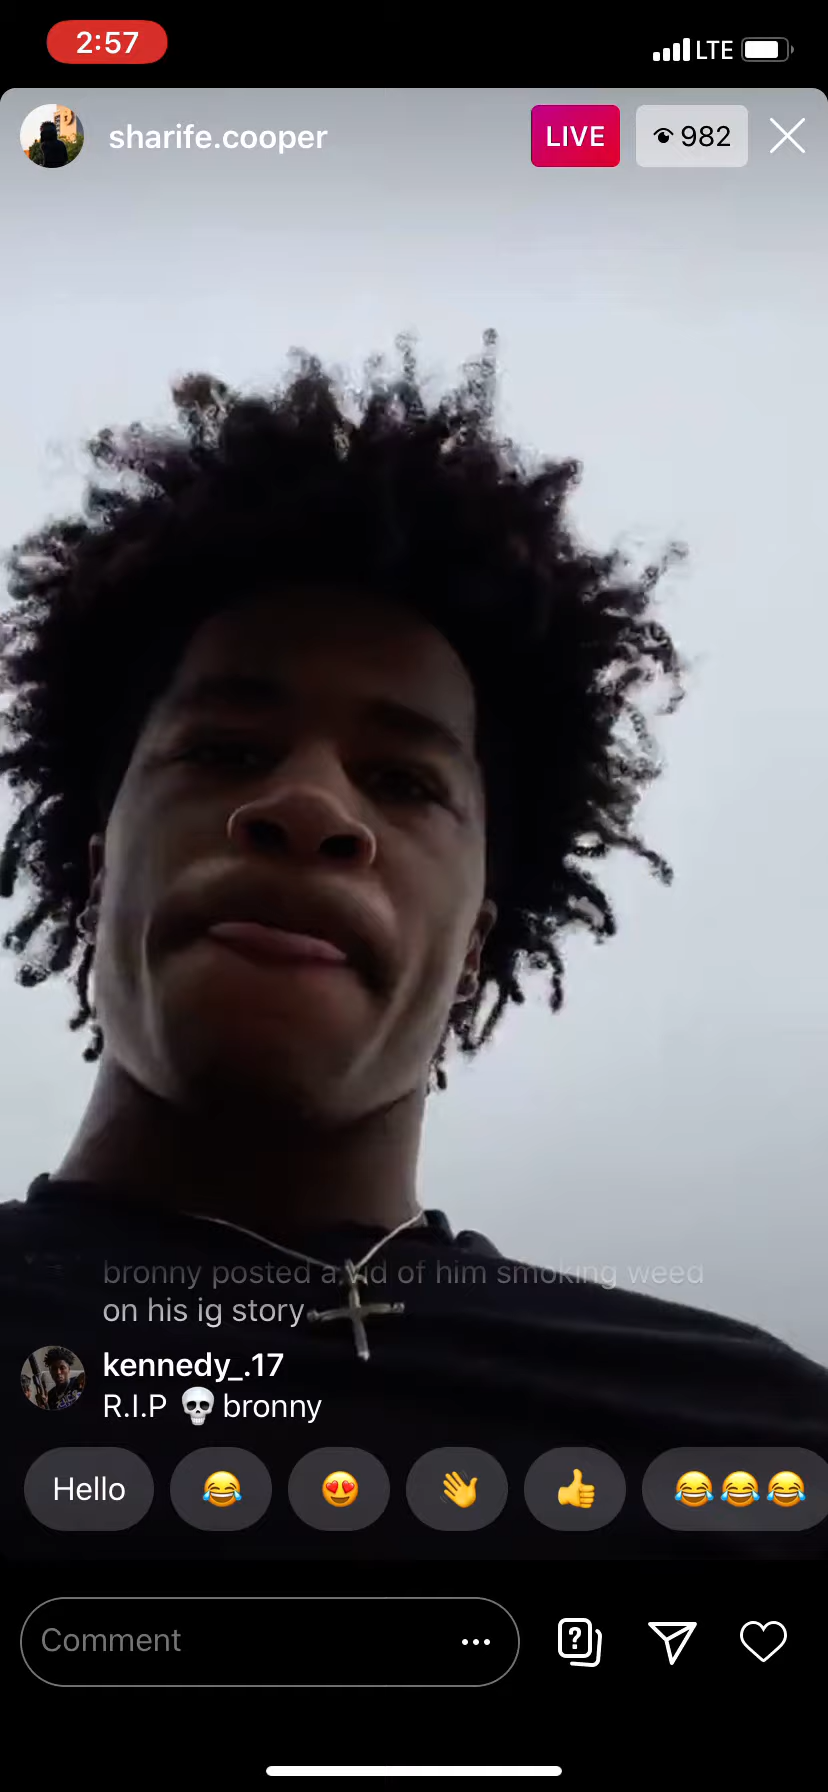 2:57
LTE
sharife.cooper
LIVE
982
bronny posted a vid of him smoking weed
on his ig story
kennedy_.17
R.I.P 💀 bronny
Hello
😂
😍
👋
👍
😂😂😂
Comment